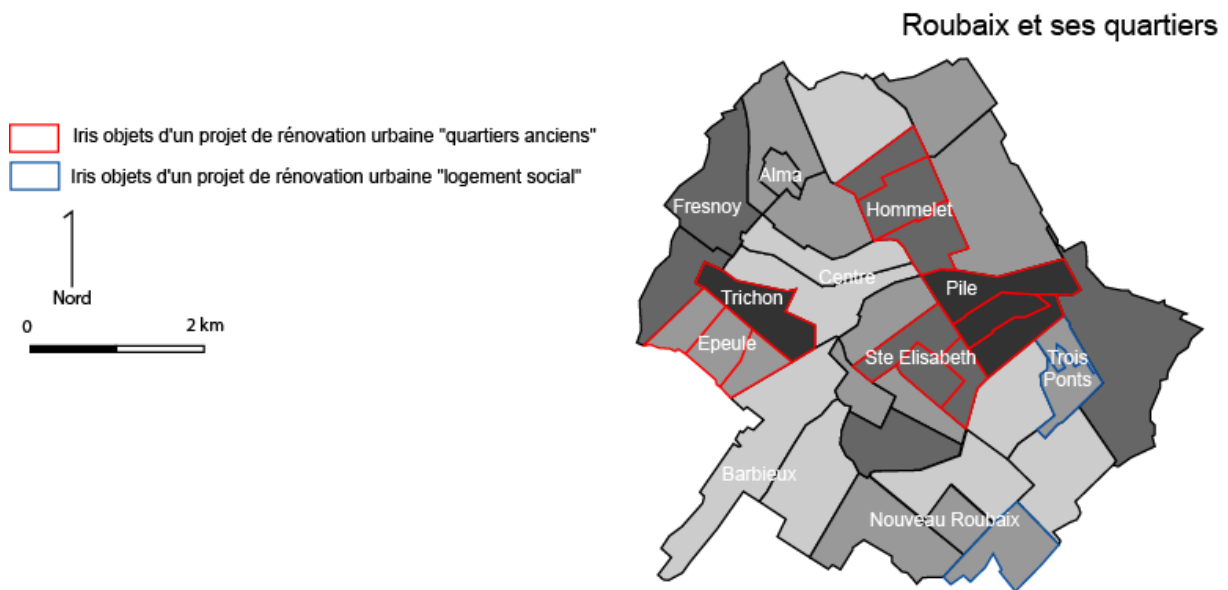 Roubaix et ses quartiers
Iris objets d'un projet de rénovation urbaine "quartiers anciens"
Iris objets d'un projet de rénovation urbaine "logement social"
Nord
0 2 km
Alma
Fresnoy
Hommelet
Centre
Trichon
Pile
Epeule
Ste Elisabeth
Trois
Ponts
Barbieux
Nouveau Roubaix